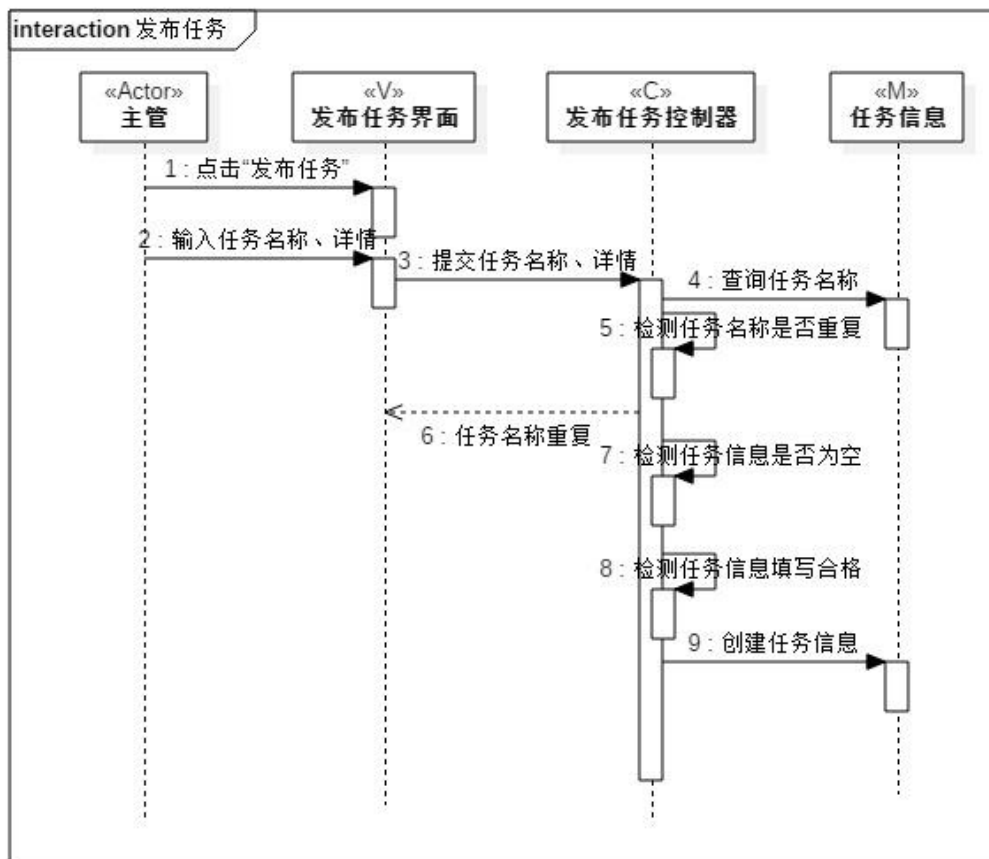 interaction 发布任务
«Actor»
主管
«V»
发布任务界面
«C»
发布任务控制器
«M»
任务信息
1 : 点击“发布任务”
2 : 输入任务名称、详情
3 : 提交任务名称、详情
4 : 查询任务名称
5 : 检测任务名称是否重复
6 : 任务名称重复
7 : 检测任务信息是否为空
8 : 检测任务信息填写合格
9 : 创建任务信息